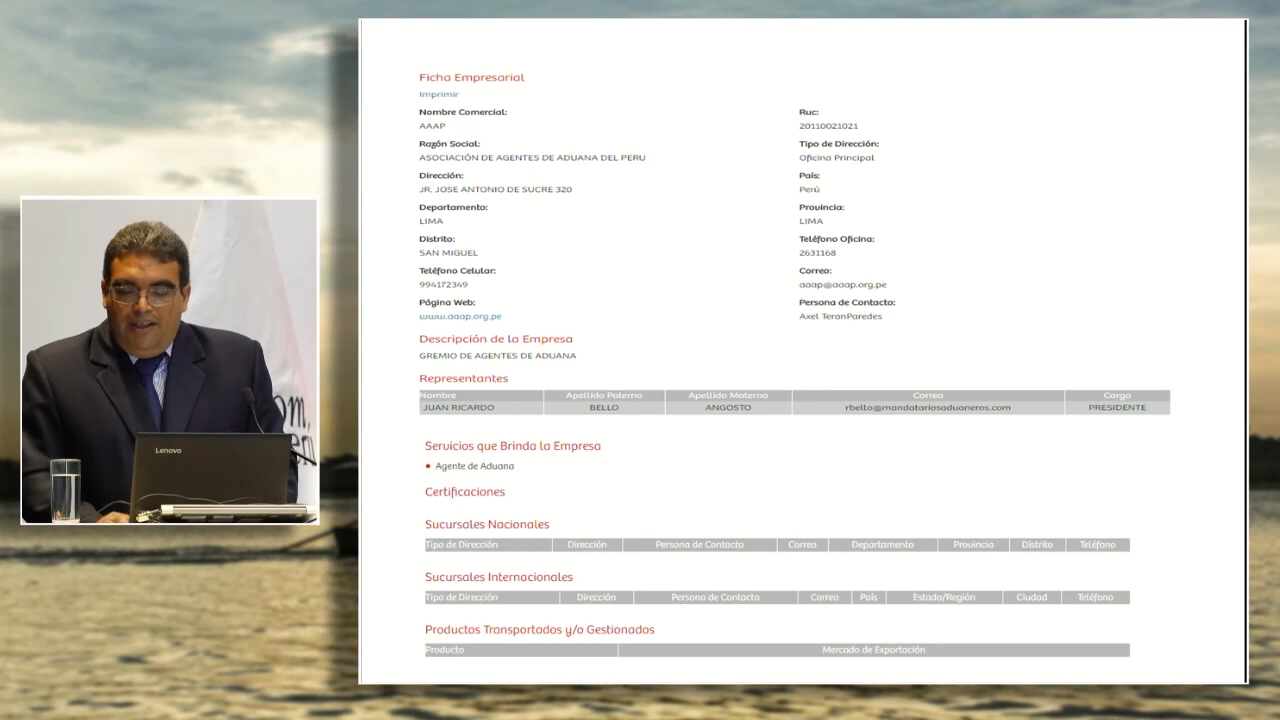 Ficha Empresarial
Imprimir
Nombre Comercial: Ruc:
AAAP 20110021021
Razón Social: Tipo de Dirección:
ASOCIACIÓN DE AGENTES DE ADUANA DEL PERU Oficina Principal
Dirección: País:
JR. JOSE ANTONIO DE SUCRE 320 Perú
Departamento: Provincia:
LIMA LIMA
Distrito: Teléfono Oficina:
SAN MIGUEL 2631168
Teléfono Celular: Correo:
994172349 aaap@aaap.org.pe
Página Web: Persona de Contacto:
www.aaap.org.pe Axel TeranParedes
Descripción de la Empresa
GREMIO DE AGENTES DE ADUANA
Representantes
Nombre Apellido Paterno Apellido Materno Correo Cargo
JUAN RICARDO BELLO ANGOSTO rbello@mandatariosaduaneros.com PRESIDENTE
Servicios que Brinda la Empresa
• Agente de Aduana
Certificaciones
Sucursales Nacionales
Tipo de Dirección Dirección Persona de Contacto Correo Departamento Provincia Distrito Teléfono
Sucursales Internacionales
Tipo de Dirección Dirección Persona de Contacto Correo País Estado/Región Ciudad Teléfono
Productos Transportados y/o Gestionados
Producto Mercado de Exportación
Lenovo